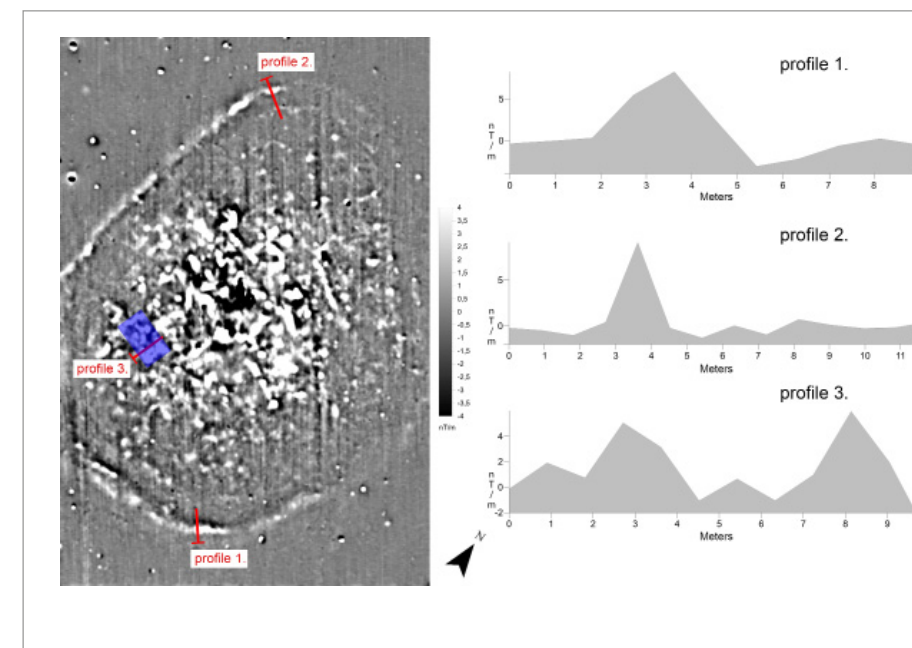 profile 2.
profile 3.
profile 1.
4
3,5
3
2,5
2
1,5
1
0,5
0
-0,5
-1
-1,5
-2
-2,5
-3
-3,5
-4
nT/m
N
profile 1.
5
0
n
T
/
m
0 1 2 3 4 5 6 7 8
Meters
profile 2.
5
0
n
T
/
m
0 1 2 3 4 5 6 7 8 9 10 11
Meters
profile 3.
4
2
0
-2
n
T
/
m
0 1 2 3 4 5 6 7 8 9
Meters